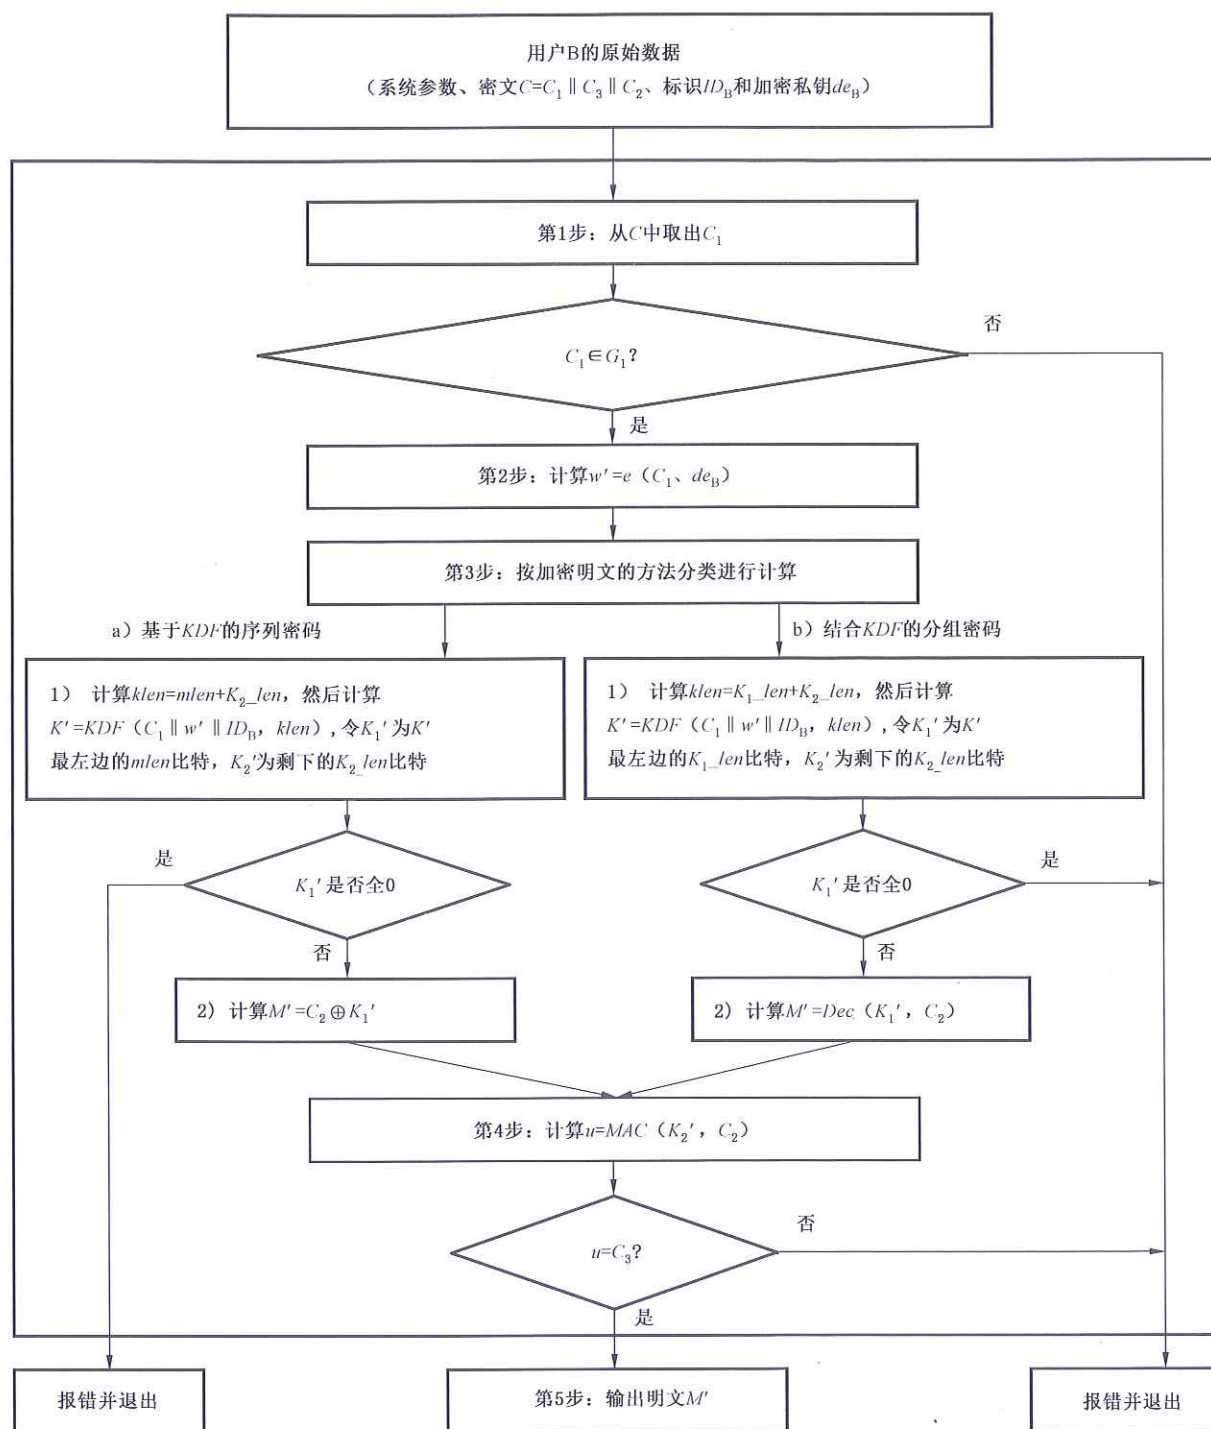 用户B的原始数据
（系统参数、密文C=C₁‖C₃‖C₂、标识ID_B和加密私钥de_B）
第1步：从C中取出C₁
否
C₁∈G₁?
是
第2步：计算w′=e（C₁、de_B）
第3步：按加密明文的方法分类进行计算
a）基于KDF的序列密码
b）结合KDF的分组密码
1） 计算klen=mlen+K₂_len，然后计算
K′=KDF（C₁‖w′‖ID_B，klen）,令K₁′为K′
最左边的mlen比特，K₂′为剩下的K₂_len比特
1） 计算klen=K₁_len+K₂_len，然后计算
K′=KDF（C₁‖w′‖ID_B，klen）,令K₁′为K′
最左边的K₁_len比特，K₂′为剩下的K₂_len比特
是
K₁′是否全0
否
K₁′是否全0
是
否
2) 计算M′=C₂⊕K₁′
2) 计算M′=Dec（K₁′，C₂）
第4步：计算u=MAC（K₂′，C₂）
否
u=C₃?
是
报错并退出
第5步：输出明文M′
报错并退出